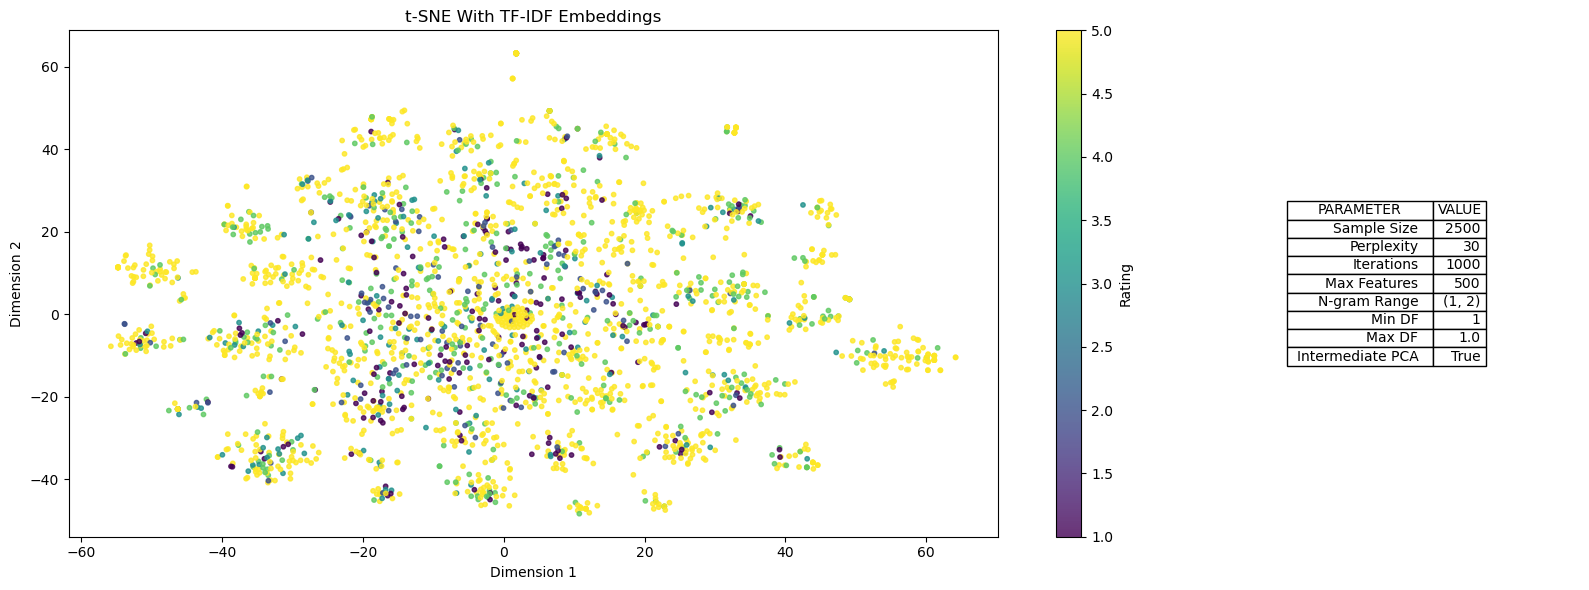 t-SNE With TF-IDF Embeddings
Dimension 2
60
40
20
0
−20
−40
−60
−40
−20
0
20
40
60
Dimension 1
5.0
4.5
4.0
3.5
3.0
2.5
2.0
1.5
1.0
Rating
PARAMETER VALUE
Sample Size 2500
Perplexity 30
Iterations 1000
Max Features 500
N-gram Range (1, 2)
Min DF 1
Max DF 1.0
Intermediate PCA True